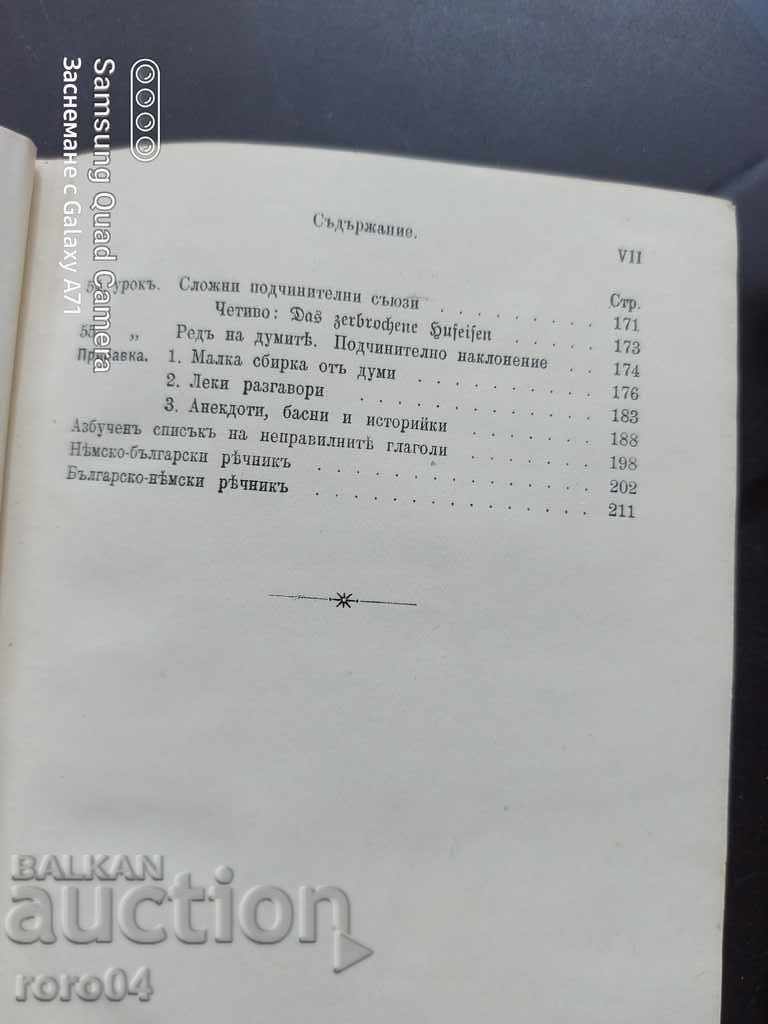 Съдържание.
VII
Стр.
урокъ. Сложни подчинителни съюзи . . . . . . . . . 171
Четиво: Das zerbrochene Hufeisen . . . . . 173
55. „ Редъ на думитѣ. Подчинително наклонение . . 174
Прибавка. 1. Малка сбирка отъ думи . . . . . . . . . 176
2. Леки разговори . . . . . . . . . . . . 183
3. Анекдоти, басни и историйки . . . . . . 188
Азбученъ списъкъ на неправилнитѣ глаголи . . . . . . . 198
Нѣмско-български рѣчникъ . . . . . . . . . . . . . 202
Българско-нѣмски рѣчникъ . . . . . . . . . . . . . 211
Samsung Quad Camera
Заснемане с Galaxy A71
BALKAN
auction
roro04